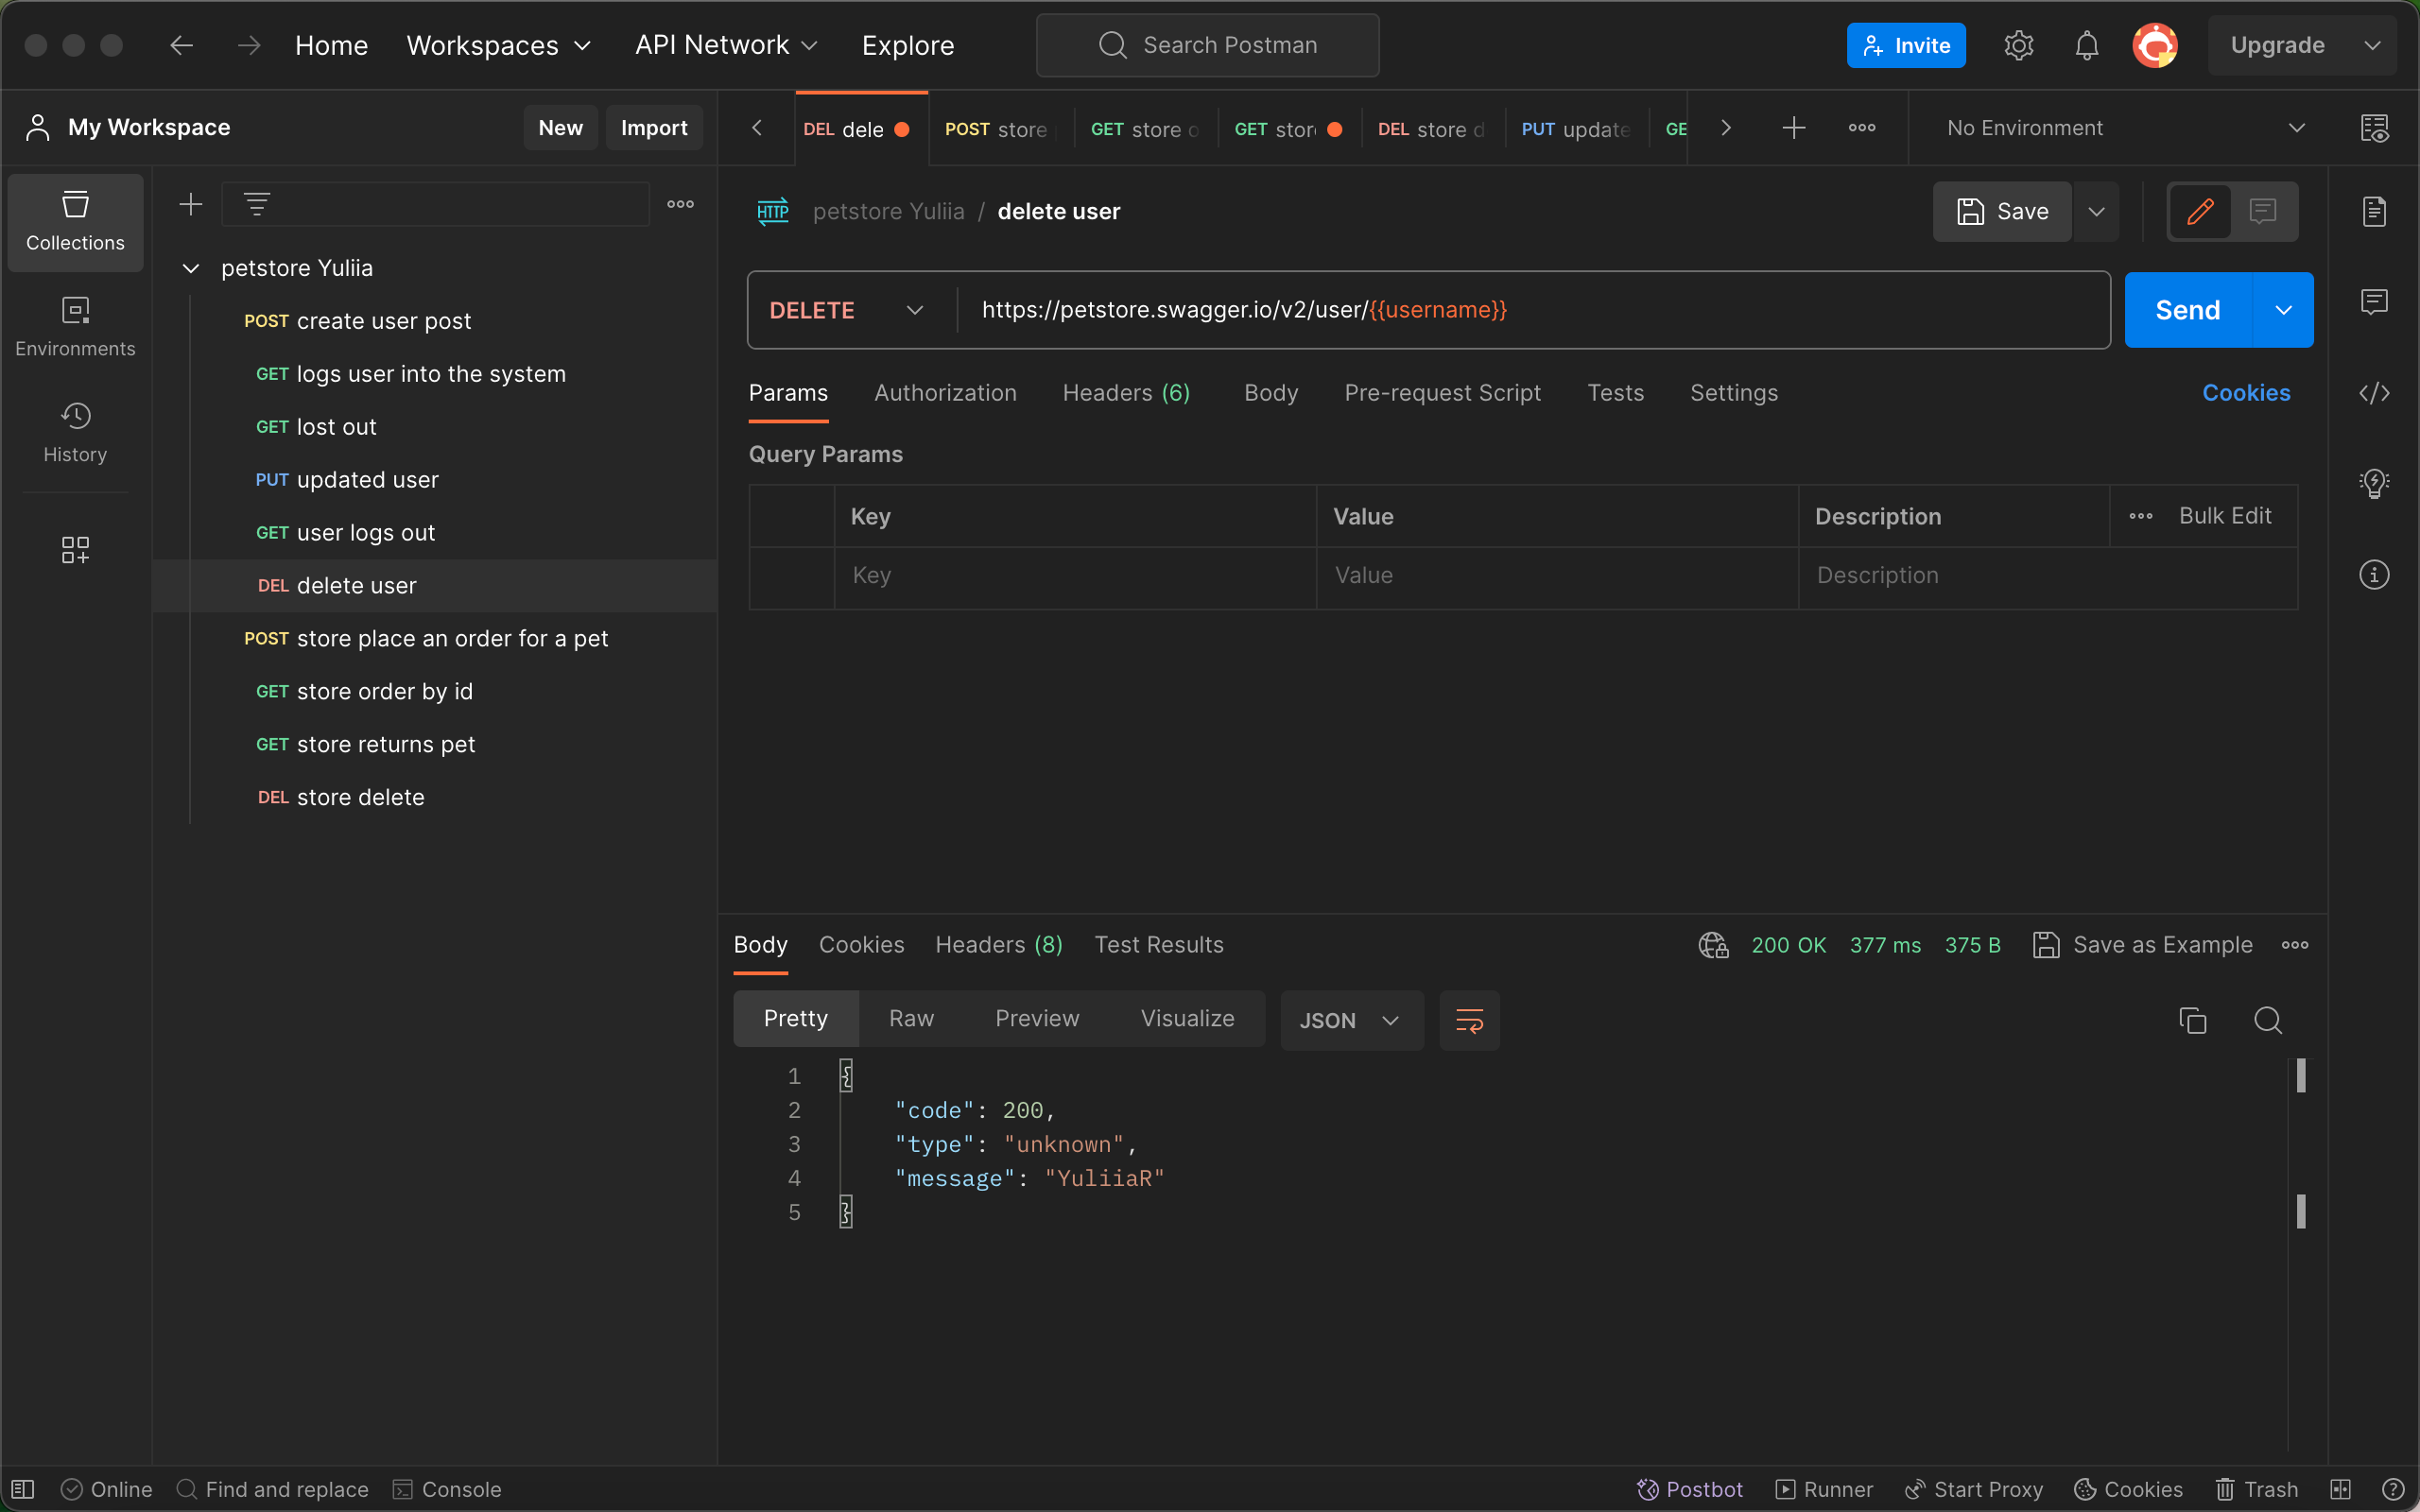 Home Workspaces API Network Explore Search Postman Invite Upgrade
My Workspace New Import
DEL dele POST store GET store GET stor DEL store d PUT update GE No Environment
Collections
Environments
History
petstore Yuliia
POST create user post
GET logs user into the system
GET lost out
PUT updated user
GET user logs out
DEL delete user
POST store place an order for a pet
GET store order by id
GET store returns pet
DEL store delete
HTTP petstore Yuliia / delete user Save
DELETE https://petstore.swagger.io/v2/user/{{username}} Send
Params Authorization Headers (6) Body Pre-request Script Tests Settings Cookies
Query Params
Key Value Description Bulk Edit
Key Value Description
Body Cookies Headers (8) Test Results 200 OK 377 ms 375 B Save as Example
Pretty Raw Preview Visualize JSON
1 {
2 "code": 200,
3 "type": "unknown",
4 "message": "YuliiaR"
5 }
Online Find and replace Console Postbot Runner Start Proxy Cookies Trash